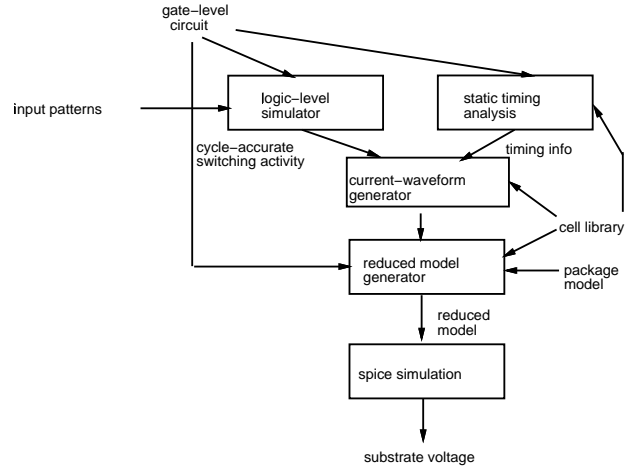 gate–level
circuit
input patterns
logic–level
simulator
static timing
analysis
cycle–accurate
switching activity
timing info
current–waveform
generator
cell library
reduced model
generator
package
model
reduced
model
spice simulation
substrate voltage